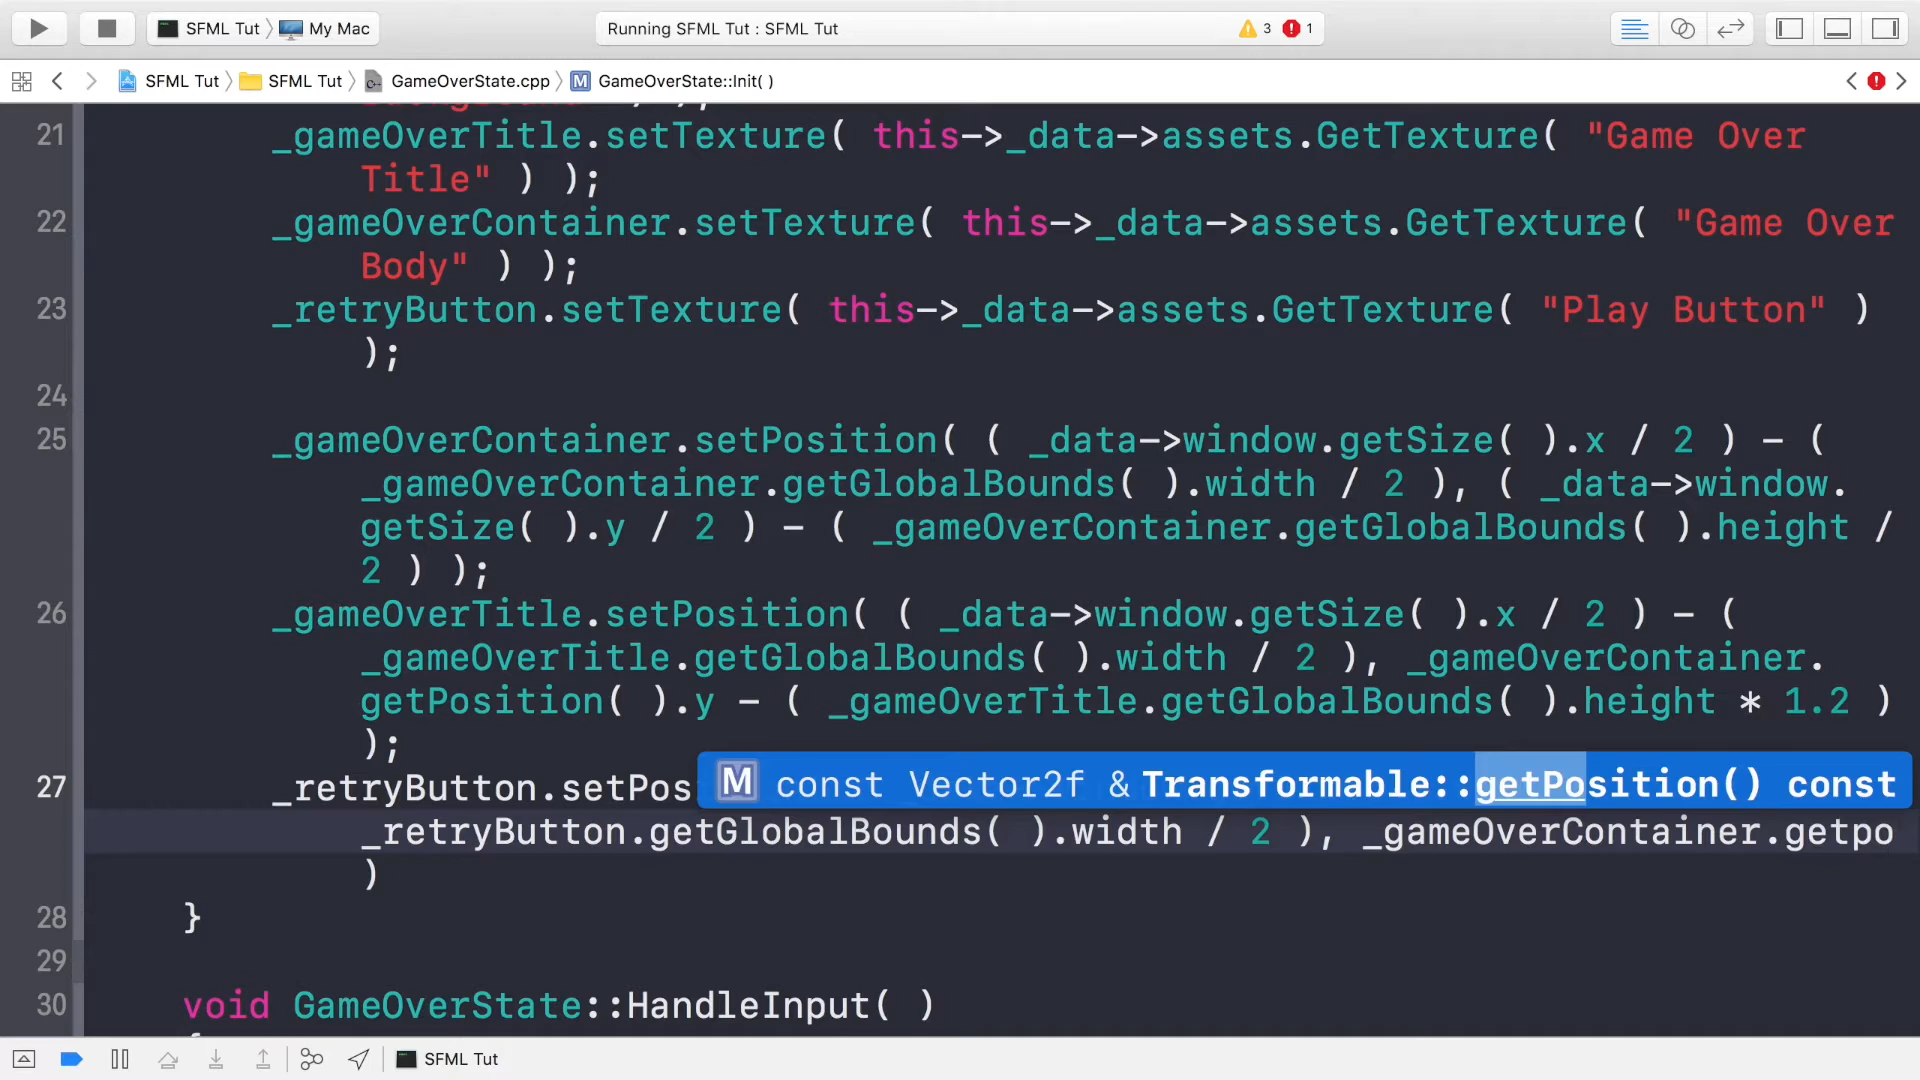 SFML Tut My Mac Running SFML Tut : SFML Tut 3 1
SFML Tut SFML Tut GameOverState.cpp M GameOverState::Init( )
21 _gameOverTitle.setTexture( this->_data->assets.GetTexture( "Game Over
Title" ) );
22 _gameOverContainer.setTexture( this->_data->assets.GetTexture( "Game Over
Body" ) );
23 _retryButton.setTexture( this->_data->assets.GetTexture( "Play Button" )
);
24
25 _gameOverContainer.setPosition( ( _data->window.getSize( ).x / 2 ) - (
_gameOverContainer.getGlobalBounds( ).width / 2 ), ( _data->window.
getSize( ).y / 2 ) - ( _gameOverContainer.getGlobalBounds( ).height /
2 ) );
26 _gameOverTitle.setPosition( ( _data->window.getSize( ).x / 2 ) - (
_gameOverTitle.getGlobalBounds( ).width / 2 ), _gameOverContainer.
getPosition( ).y - ( _gameOverTitle.getGlobalBounds( ).height * 1.2 )
);
27 _retryButton.setPos M const Vector2f & Transformable::getPosition() const
_retryButton.getGlobalBounds( ).width / 2 ), _gameOverContainer.getpo
)
28 }
29
30 void GameOverState::HandleInput( )
SFML Tut